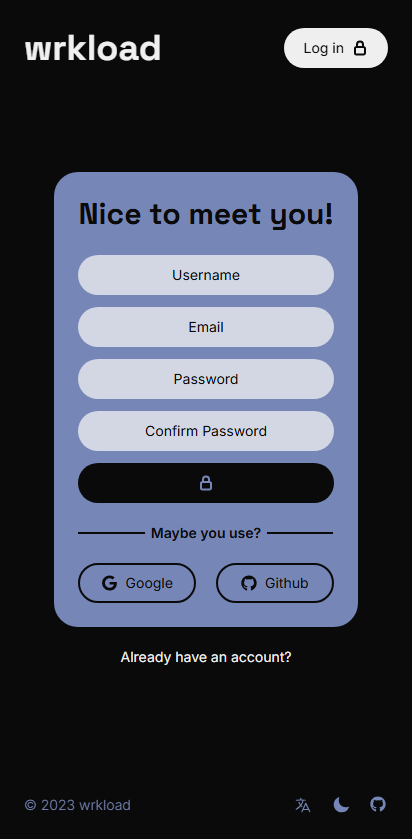 wrkload
Log in
Nice to meet you!
Username
Email
Password
Confirm Password
Maybe you use?
Google
Github
Already have an account?
© 2023 wrkload